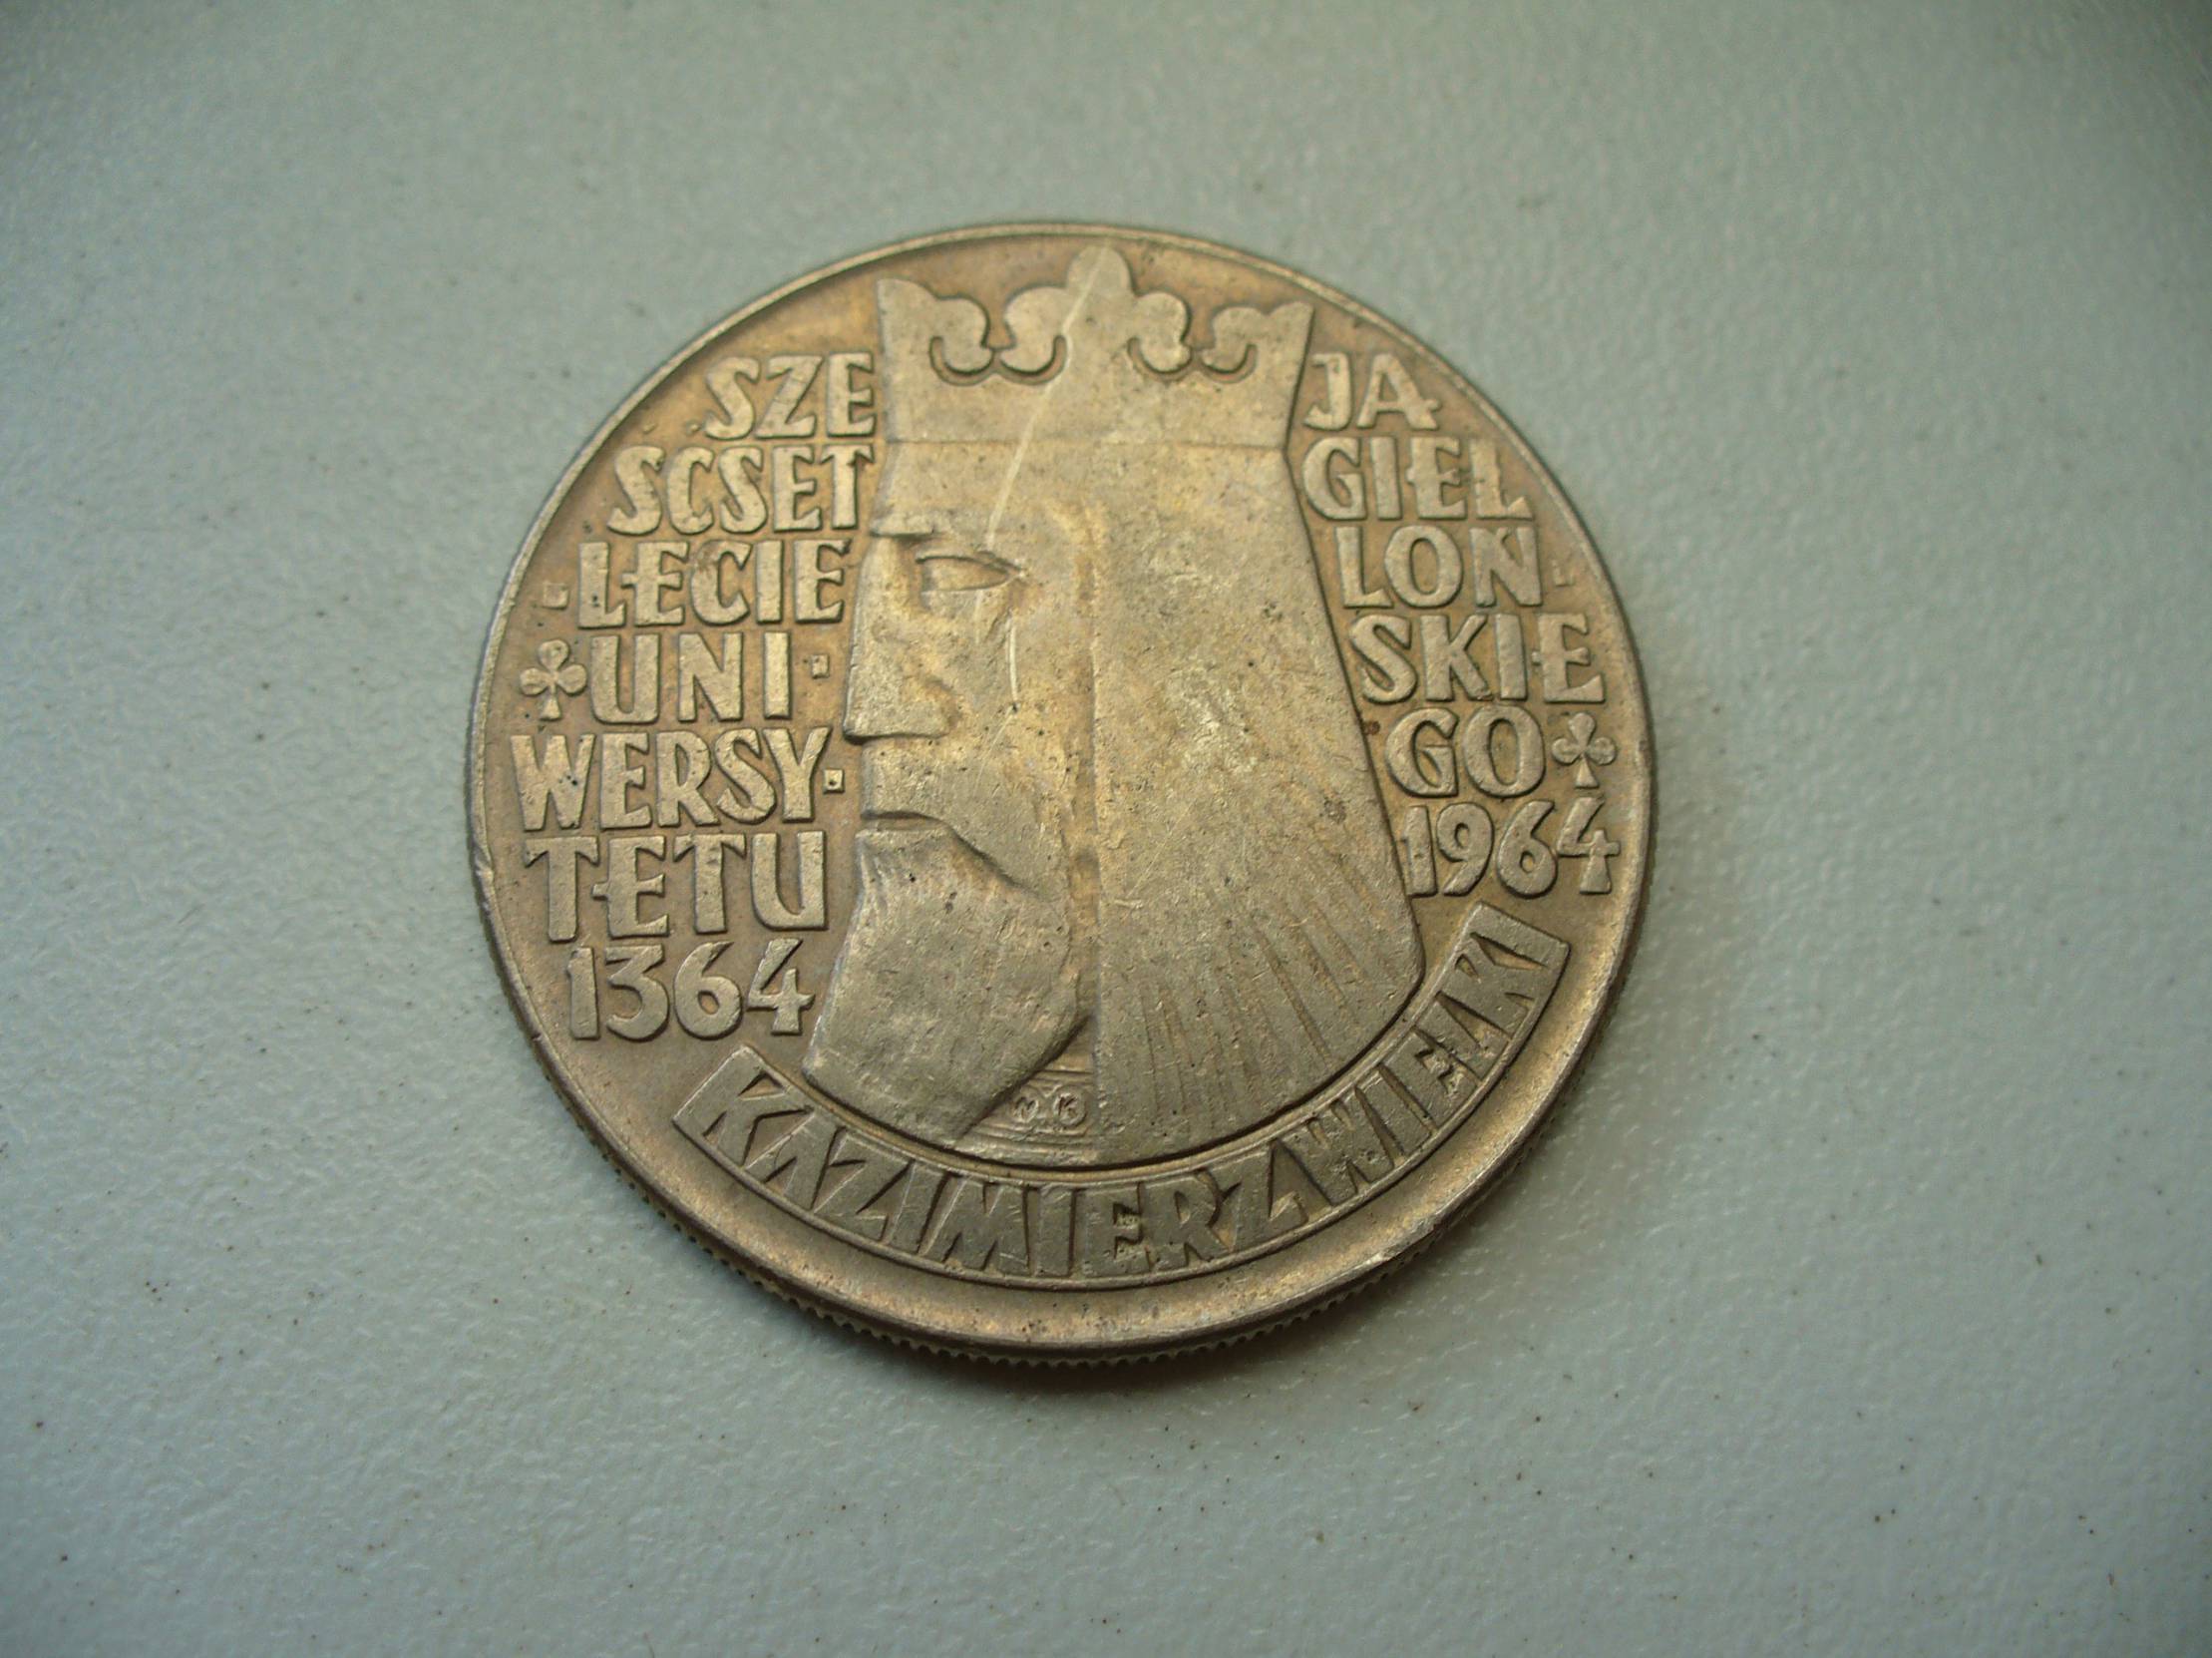 SZE
SCSET
LECIE
UNI
WERSY
TETU
1364
JA
GIEL
LON
SKIE
GO
1964
KAZIMIERZ WIELKI